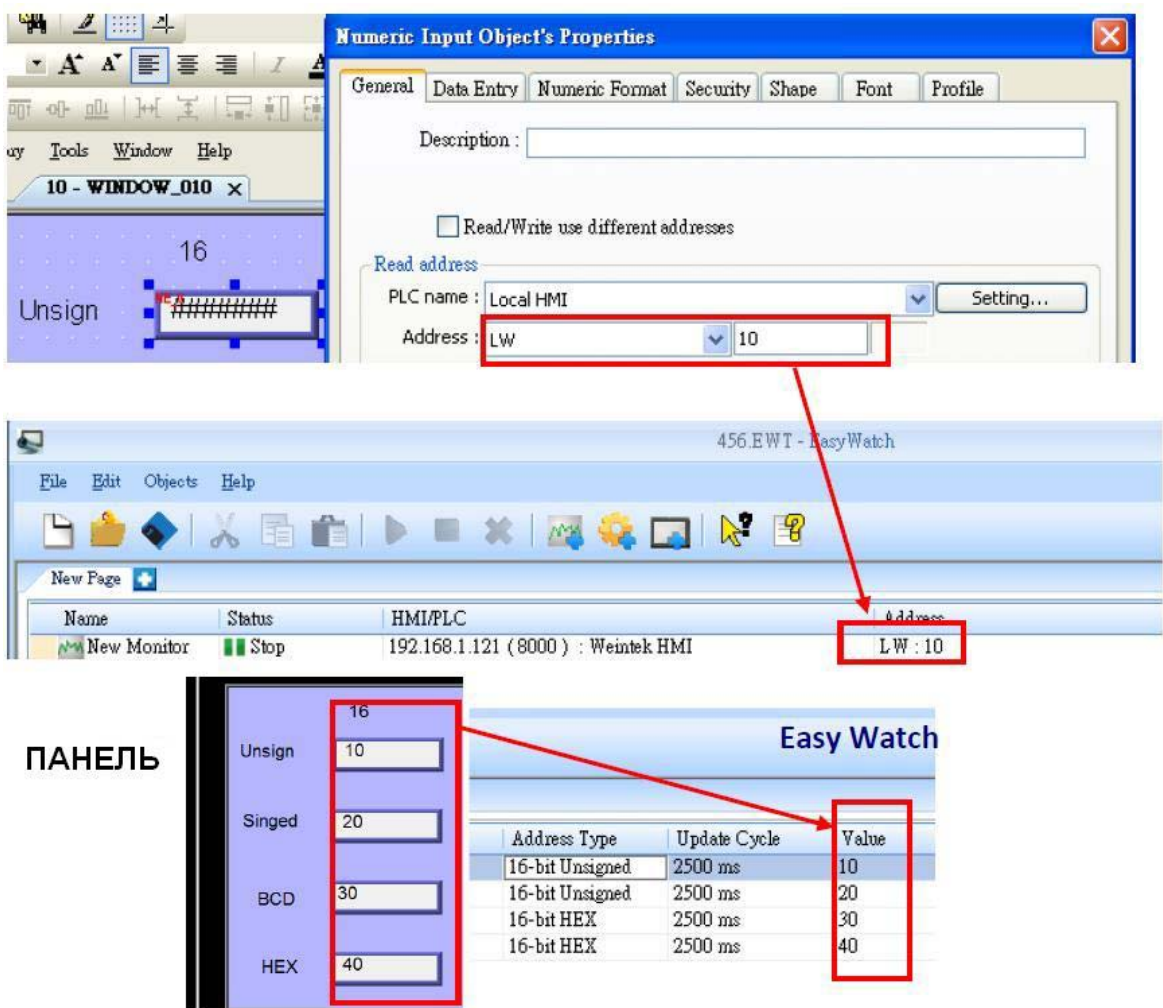 Numeric Input Object's Properties
General Data Entry Numeric Format Security Shape Font Profile
Description :
Tools Window Help
10 - WINDOW_010 ×
Read/Write use different addresses
16
Read address
Unsign ##########
PLC name : Local HMI Setting...
Address : LW 10
456.EWT - EasyWatch
File Edit Objects Help
New Page
Name Status HMI/PLC Address
New Monitor Stop 192.168.1.121 ( 8000 ) : Weintek HMI LW : 10
ПАНЕЛЬ
16
Unsign 10
Singed 20
BCD 30
HEX 40
Easy Watch
Address Type Update Cycle Value
16-bit Unsigned 2500 ms 10
16-bit Unsigned 2500 ms 20
16-bit HEX 2500 ms 30
16-bit HEX 2500 ms 40